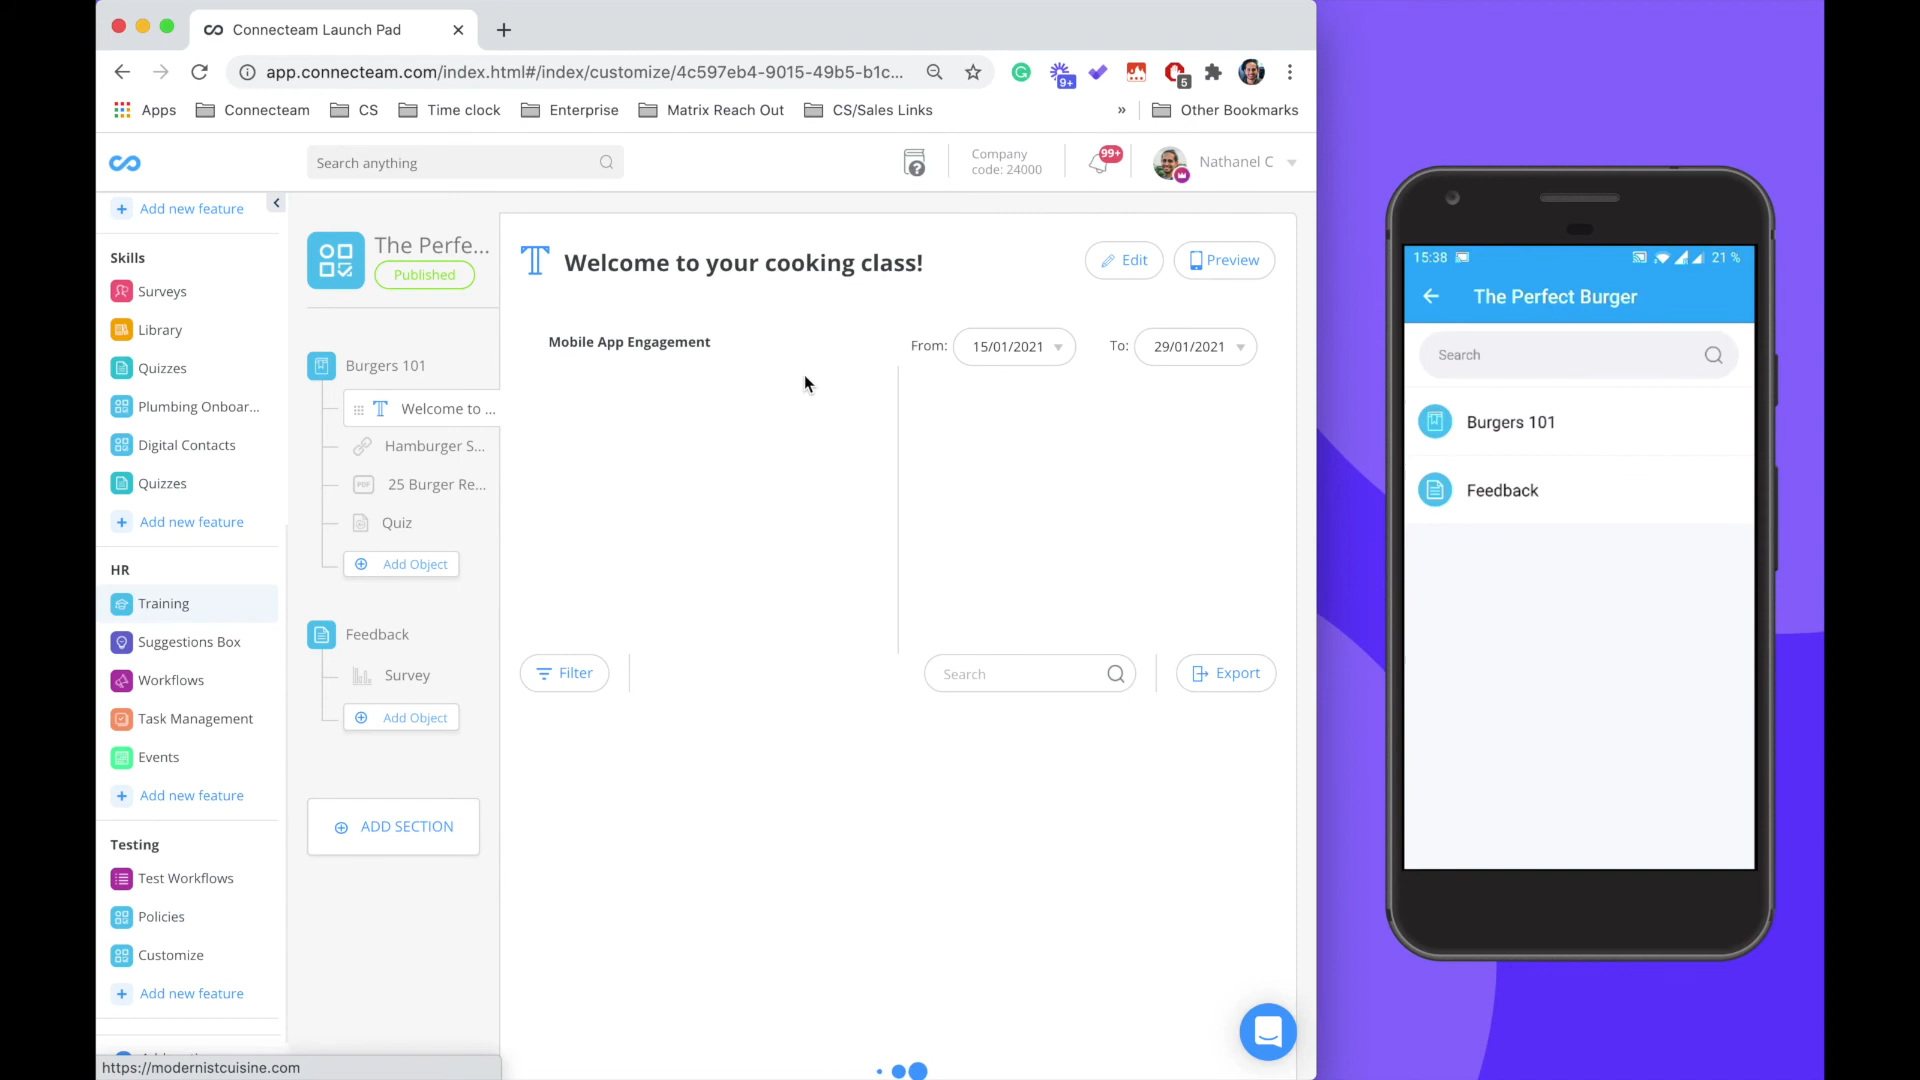 Connecteam Launch Pad
app.connecteam.com/index.html#/index/customize/4c597eb4-9015-49b5-b1c...
9+
5
Apps
Connecteam
CS
Time clock
Enterprise
Matrix Reach Out
CS/Sales Links
»
Other Bookmarks
Search anything
Company
code: 24000
99+
Nathanel C
Add new feature
Skills
Surveys
Library
Quizzes
Plumbing Onboar...
Digital Contacts
Quizzes
Add new feature
HR
Training
Suggestions Box
Workflows
Task Management
Events
Add new feature
Testing
Test Workflows
Policies
Customize
Add new feature
https://modernistcuisine.com
The Perfe...
Published
Burgers 101
Welcome to ...
Hamburger S...
PDF
25 Burger Re...
Quiz
Add Object
Feedback
Survey
Add Object
ADD SECTION
Welcome to your cooking class!
Edit
Preview
Mobile App Engagement
From: 15/01/2021
To: 29/01/2021
Filter
Search
Export
15:38
21 %
The Perfect Burger
Search
Burgers 101
Feedback